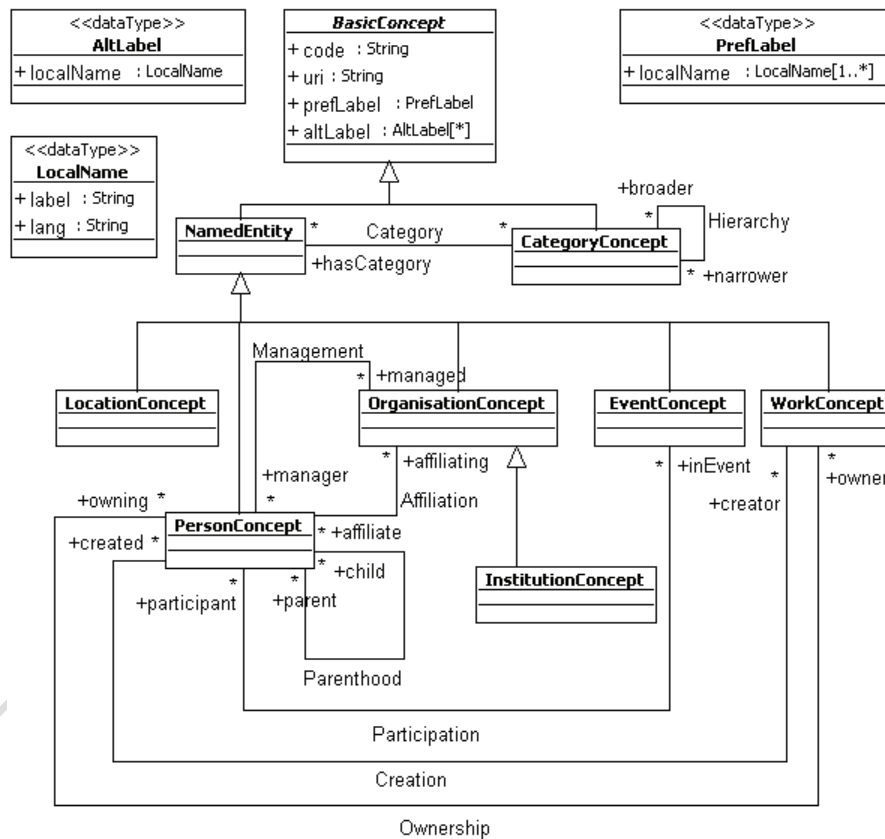 <<dataType>>
AltLabel
+ localName : LocalName
BasicConcept
+ code : String
+ uri : String
+ prefLabel : PrefLabel
+ altLabel : AltLabel[*]
<<dataType>>
PrefLabel
+ localName : LocalName[1..*]
<<dataType>>
LocalName
+ label : String
+ lang : String
NamedEntity
*
Category
*
+hasCategory
CategoryConcept
+broader
*
Hierarchy
*
+narrower
LocationConcept
Management
*
+managed
OrganisationConcept
EventConcept
WorkConcept
+manager
*
*
+affiliating
Affiliation
*
+inEvent
*
+creator
*
+owner
+owning *
+created *
PersonConcept
*
+affiliate
*
+child
*
+participant
*
+parent
InstitutionConcept
Parenthood
Participation
Creation
Ownership